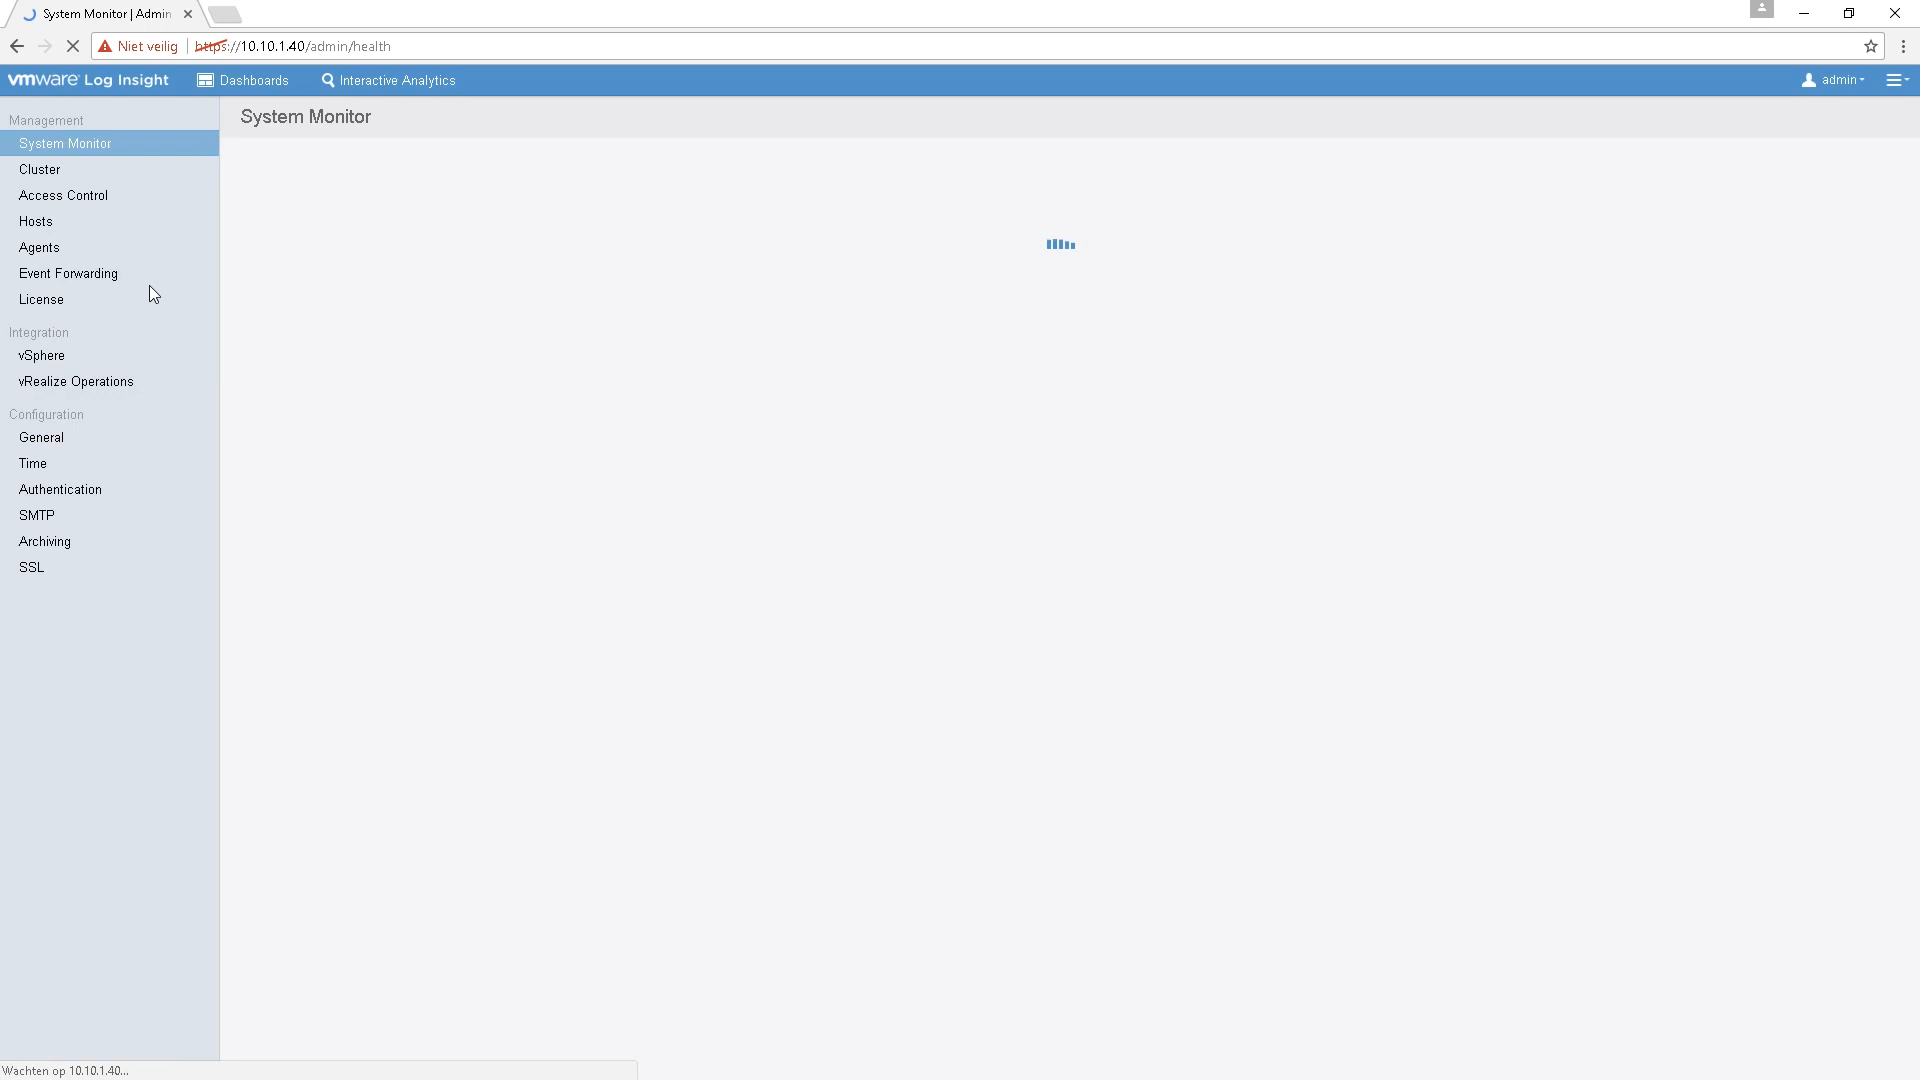 System Monitor | Admin
Niet veilig https://10.10.1.40/admin/health
vmware Log Insight Dashboards Interactive Analytics admin
Management
System Monitor
Cluster
Access Control
Hosts
Agents
Event Forwarding
License
Integration
vSphere
vRealize Operations
Configuration
General
Time
Authentication
SMTP
Archiving
SSL
System Monitor
Wachten op 10.10.1.40...